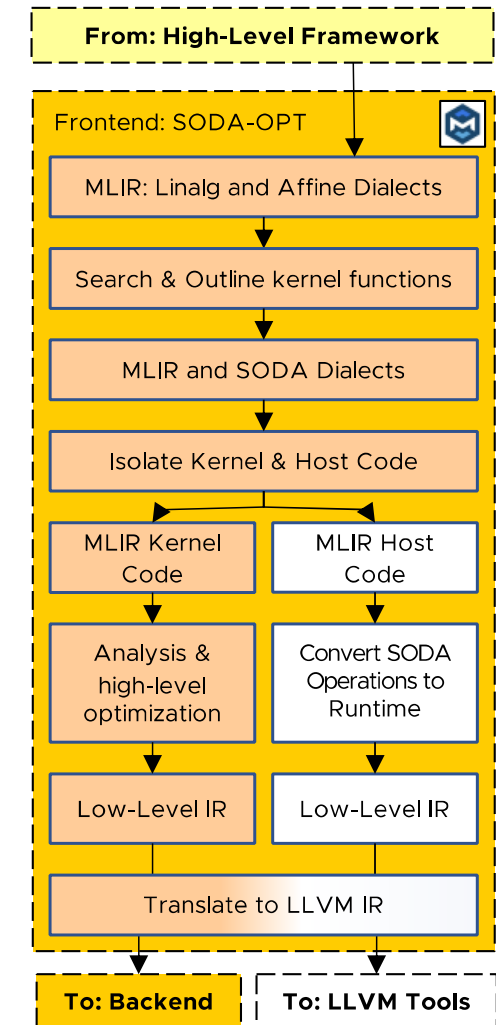 From: High-Level Framework
Frontend: SODA-OPT
MLIR: Linalg and Affine Dialects
Search & Outline kernel functions
MLIR and SODA Dialects
Isolate Kernel & Host Code
MLIR Kernel
Code
MLIR Host
Code
Analysis &
high-level
optimization
Convert SODA
Operations to
Runtime
Low-Level IR
Low-Level IR
Translate to LLVM IR
To: Backend
To: LLVM Tools